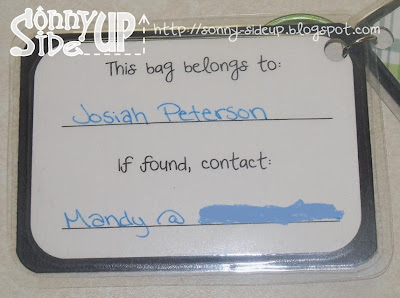 Sonny
Side UP
http://sonny-sideup.blogspot.com
This bag belongs to:
Josiah Peterson
If found, contact:
Mandy @